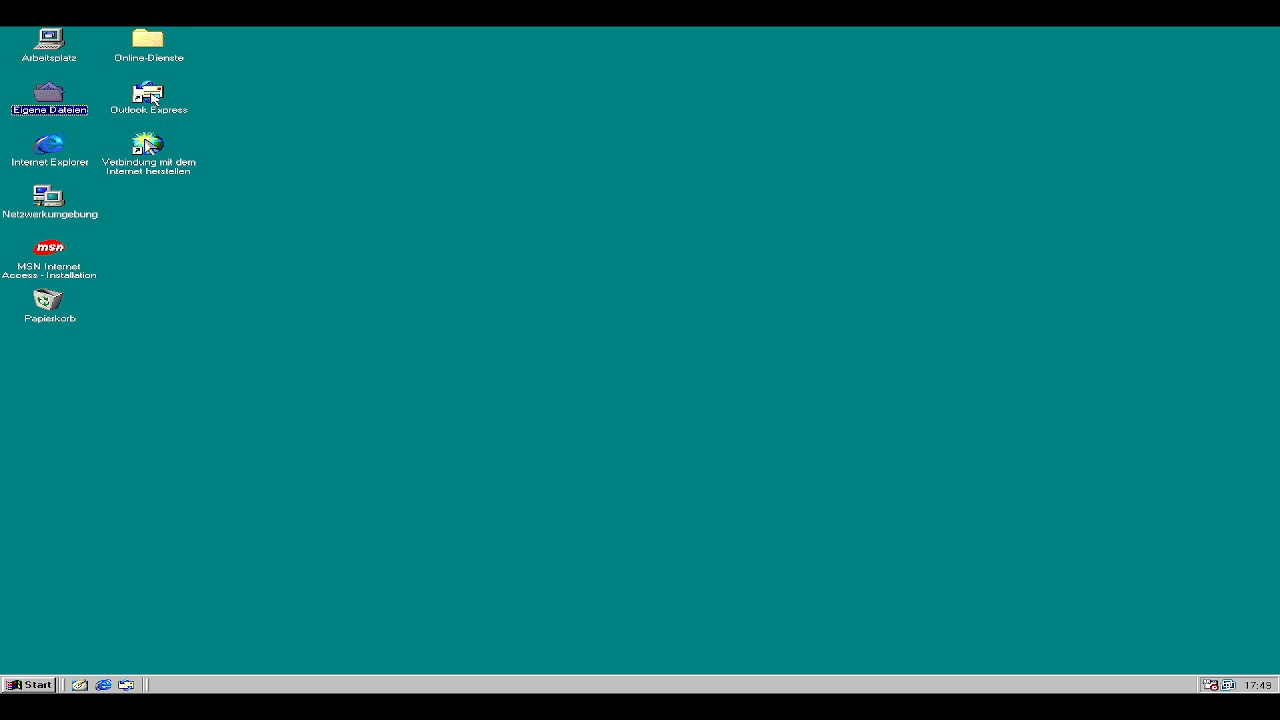 Arbeitsplatz
Online-Dienste
Eigene Dateien
Outlook Express
Internet Explorer
Verbindung mit dem
Internet herstellen
Netzwerkumgebung
msn
MSN Internet
Access - Installation
Papierkorb
Start
17:49